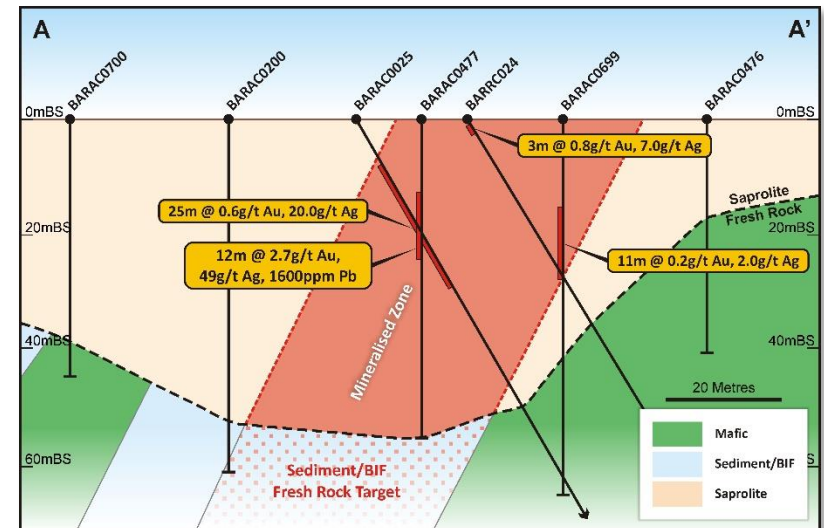 A
A'
BARAC0700
BARAC0200
BARAC0025
BARAC0477
BARRC024
BARAC0699
BARAC0476
0mBS
0mBS
3m @ 0.8g/t Au, 7.0g/t Ag
25m @ 0.6g/t Au, 20.0g/t Ag
12m @ 2.7g/t Au,
49g/t Ag, 1600ppm Pb
11m @ 0.2g/t Au, 2.0g/t Ag
Saprolite
Fresh Rock
20mBS
20mBS
Mineralised Zone
40mBS
40mBS
20 Metres
60mBS
Sediment/BIF
Fresh Rock Target
Mafic
Sediment/BIF
Saprolite